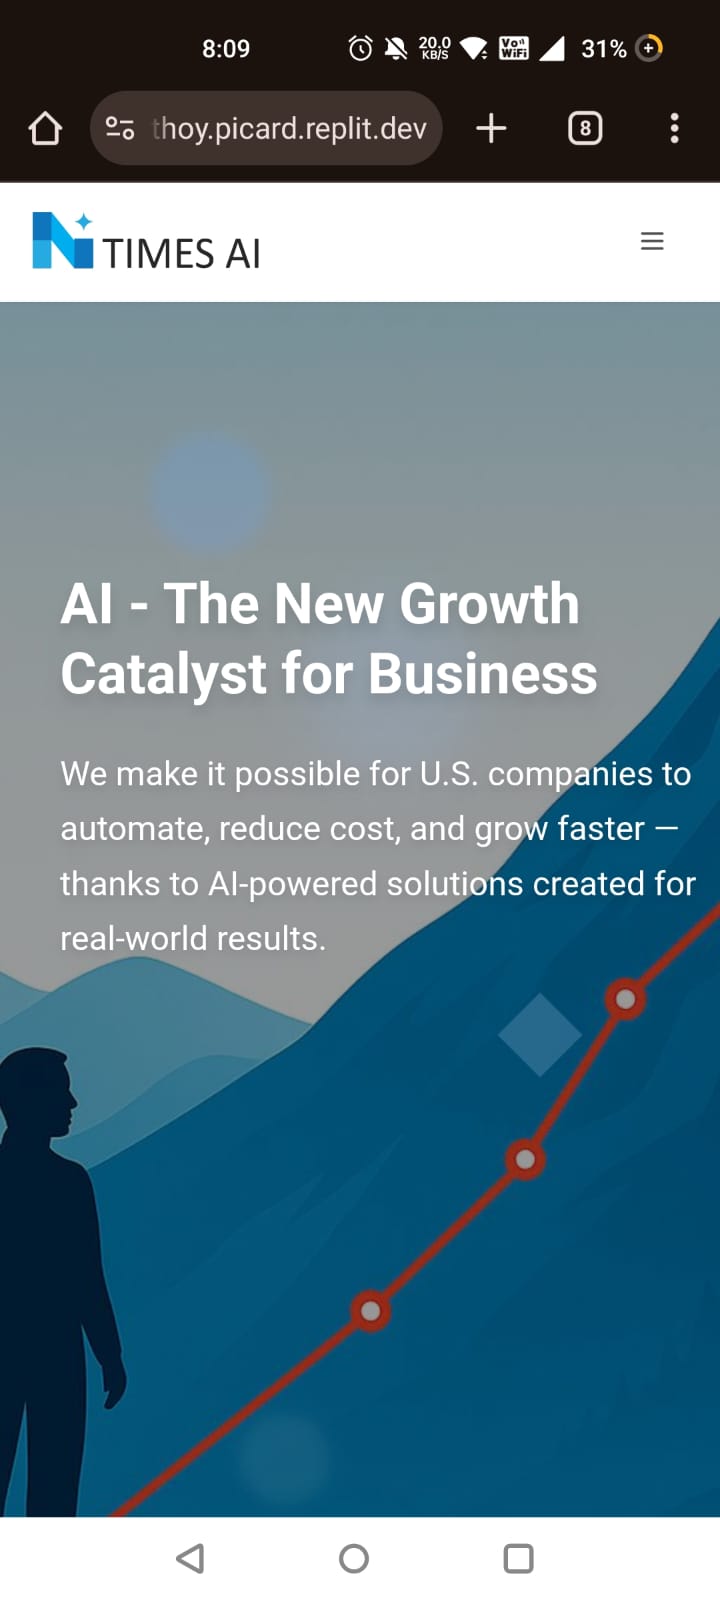 8:09
20.0
KB/S
Vo))
WiFi
31%
thoy.picard.replit.dev
8
TIMES AI
AI - The New Growth
Catalyst for Business
We make it possible for U.S. companies to
automate, reduce cost, and grow faster —
thanks to AI-powered solutions created for
real-world results.